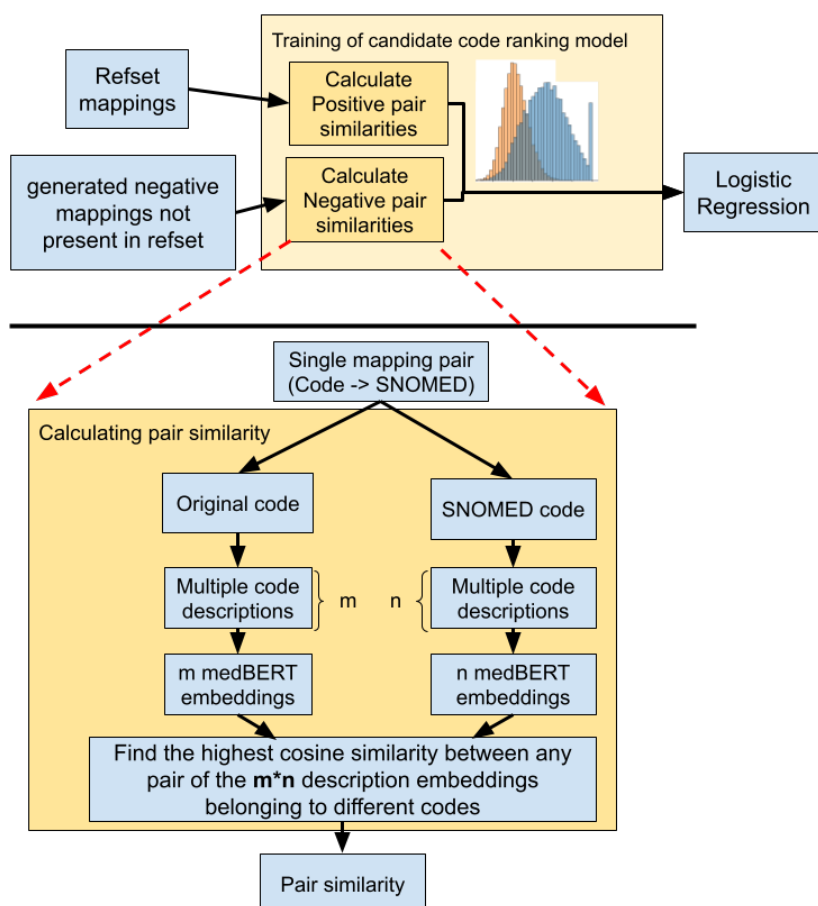 Training of candidate code ranking model
Refset
mappings
Calculate
Positive pair
similarities
generated negative
mappings not
present in refset
Calculate
Negative pair
similarities
Logistic
Regression
Single mapping pair
(Code -> SNOMED)
Calculating pair similarity
Original code
SNOMED code
Multiple code
descriptions
m
n
Multiple code
descriptions
m medBERT
embeddings
n medBERT
embeddings
Find the highest cosine similarity between any
pair of the m*n description embeddings
belonging to different codes
Pair similarity